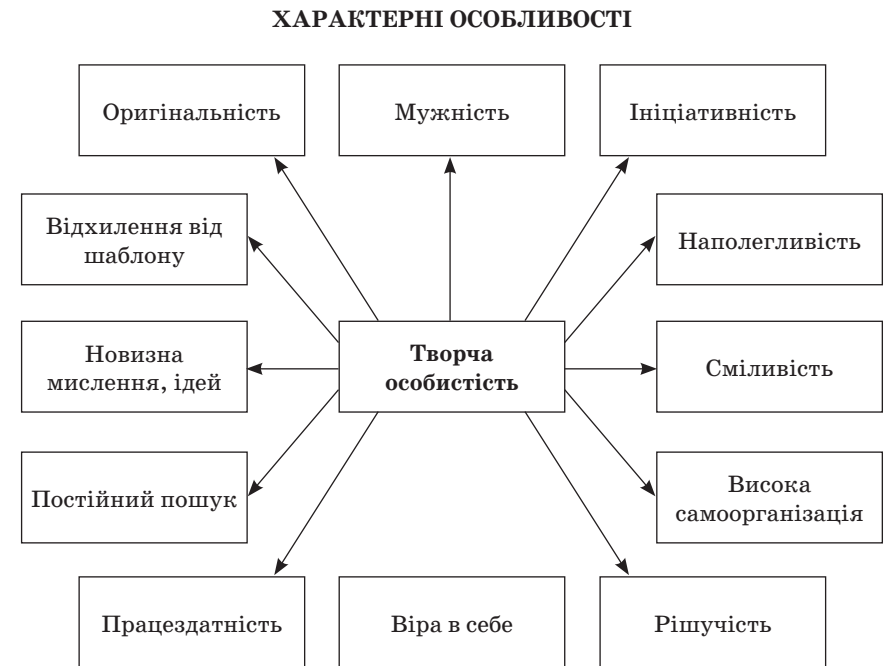 ХАРАКТЕРНІ ОСОБЛИВОСТІ
Оригінальність
Мужність
Ініціативність
Відхилення від
шаблону
Наполегливість
Новизна
мислення, ідей
Творча
особистість
Сміливість
Постійний пошук
Висока
самоорганізація
Працездатність
Віра в себе
Рішучість